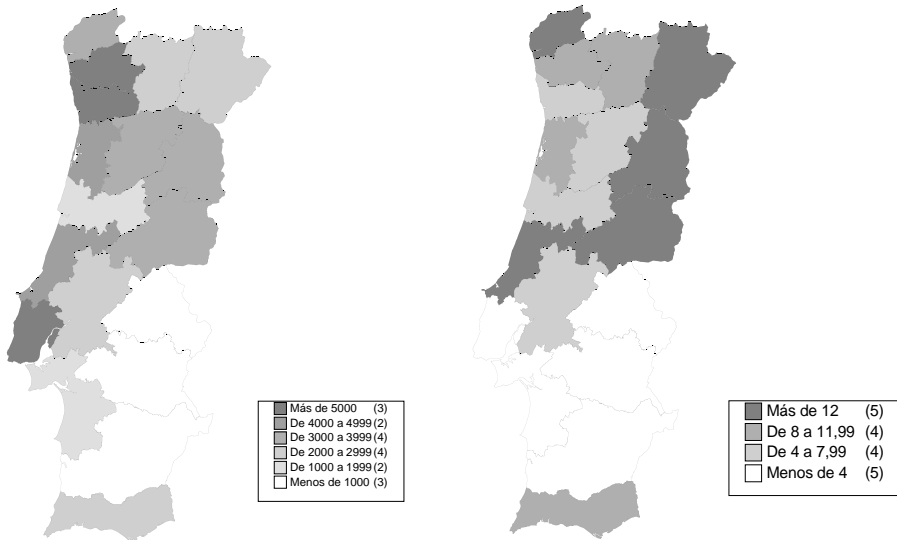 Más de 5000 (3)
De 4000 a 4999 (2)
De 3000 a 3999 (4)
De 2000 a 2999 (4)
De 1000 a 1999 (2)
Menos de 1000 (3)
Más de 12 (5)
De 8 a 11,99 (4)
De 4 a 7,99 (4)
Menos de 4 (5)